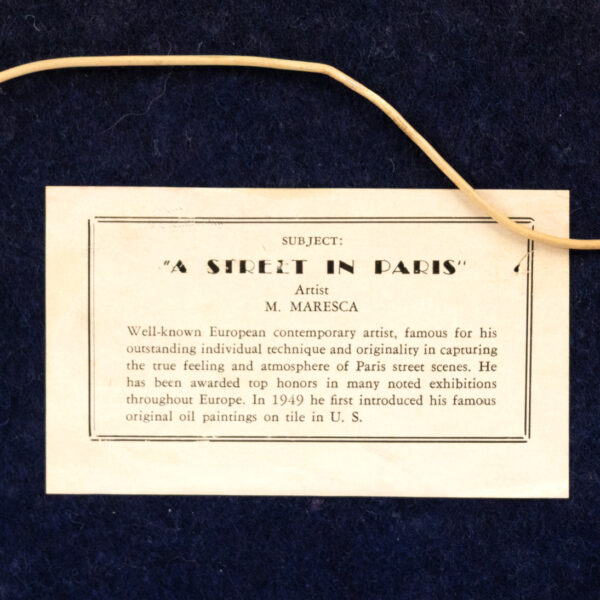 SUBJECT:
"A STREET IN PARIS"
Artist
M. MARESCA
Well-known European contemporary artist, famous for his
outstanding individual technique and originality in capturing
the true feeling and atmosphere of Paris street scenes. He
has been awarded top honors in many noted exhibitions
throughout Europe. In 1949 he first introduced his famous
original oil paintings on tile in U. S.